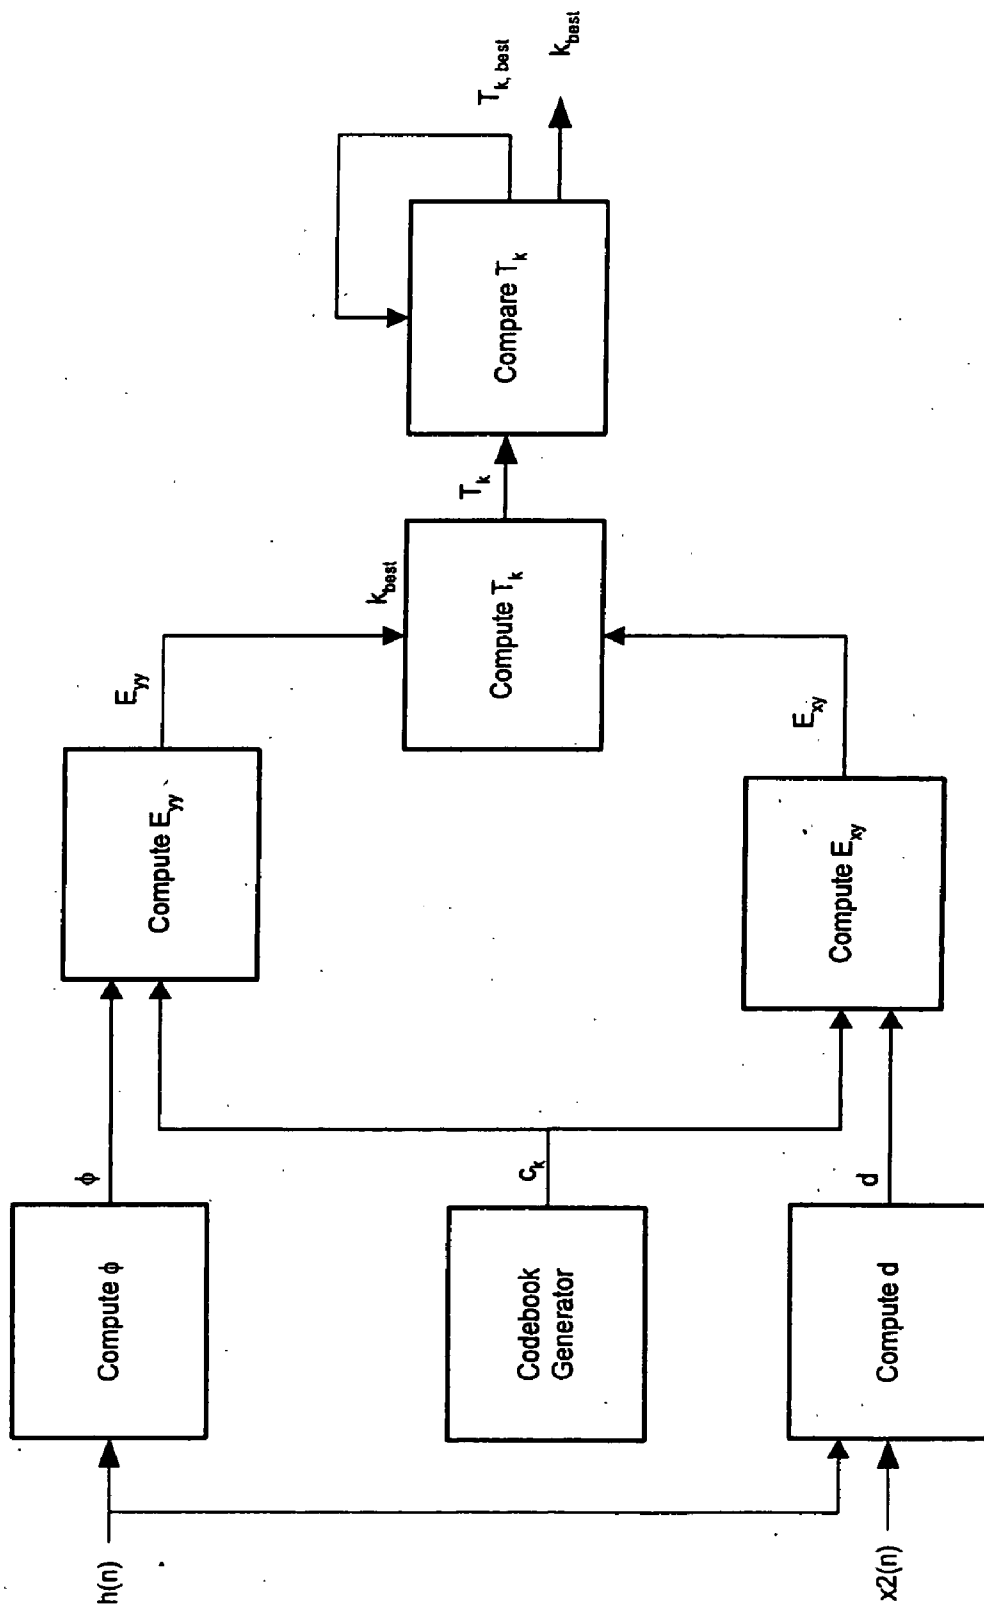 h(n)
Compute ϕ
ϕ
Compute E_yy
E_yy
k_best
Codebook
Generator
c_k
Compute T_k
T_k
Compare T_k
T_k, best
k_best
x2(n)
Compute d
d
Compute E_xy
E_xy